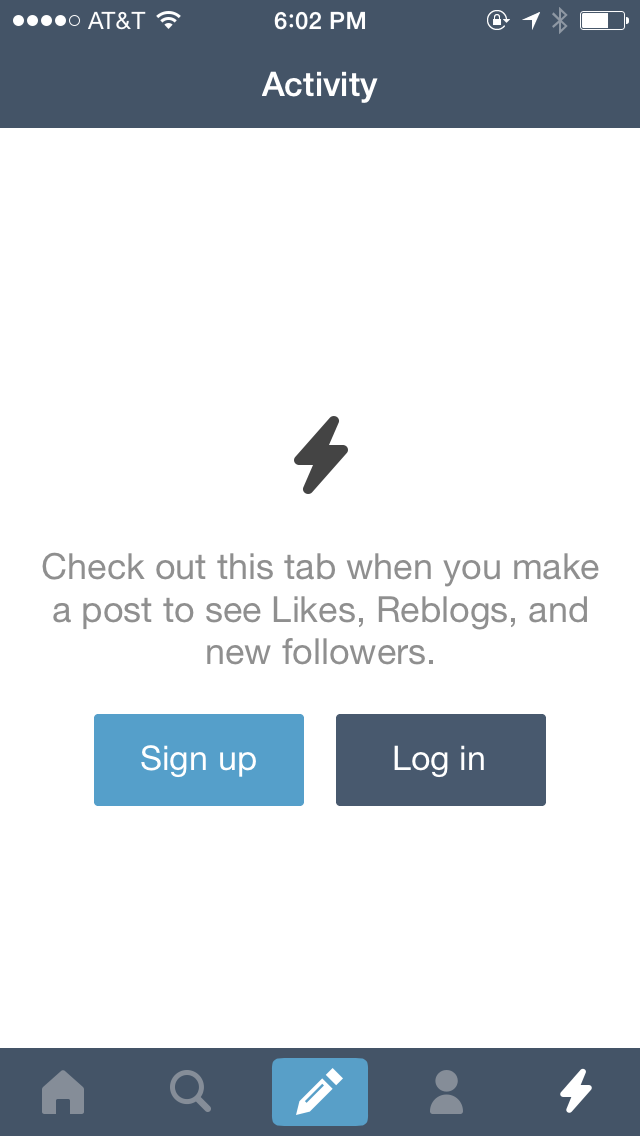 AT&T 6:02 PM
Activity
Check out this tab when you make
a post to see Likes, Reblogs, and
new followers.
Sign up Log in